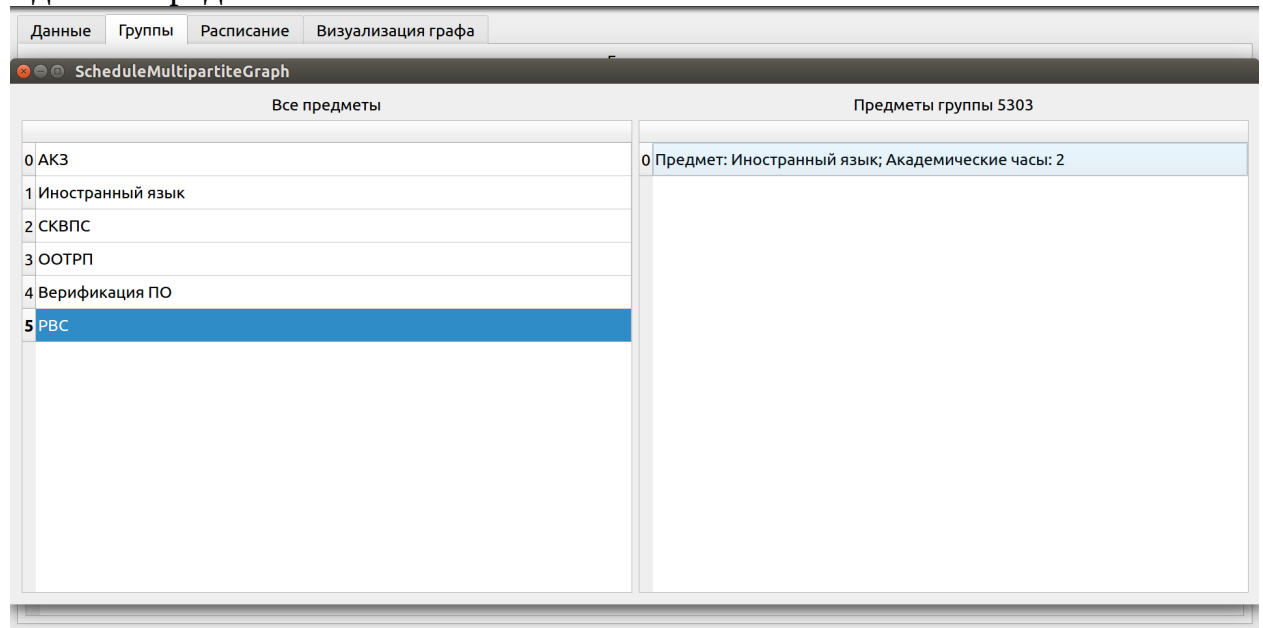 Данные Группы Расписание Визуализация графа
ScheduleMultipartiteGraph
Все предметы Предметы группы 5303
0 АКЗ 0 Предмет: Иностранный язык; Академические часы: 2
1 Иностранный язык
2 СКВПС
3 ООТРП
4 Верификация ПО
5 РВС